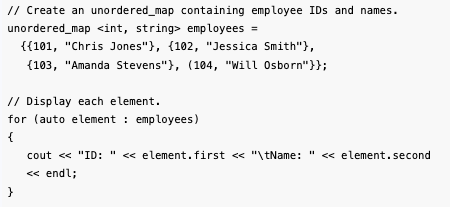 // Create an unordered_map containing employee IDs and names.
unordered_map <int, string> employees =
{{101, "Chris Jones"}, {102, "Jessica Smith"},
{103, "Amanda Stevens"}, (104, "Will Osborn"}};
// Display each element.
for (auto element : employees)
{
cout << "ID: " << element.first << "\tName: " << element.second
<< endl;
}